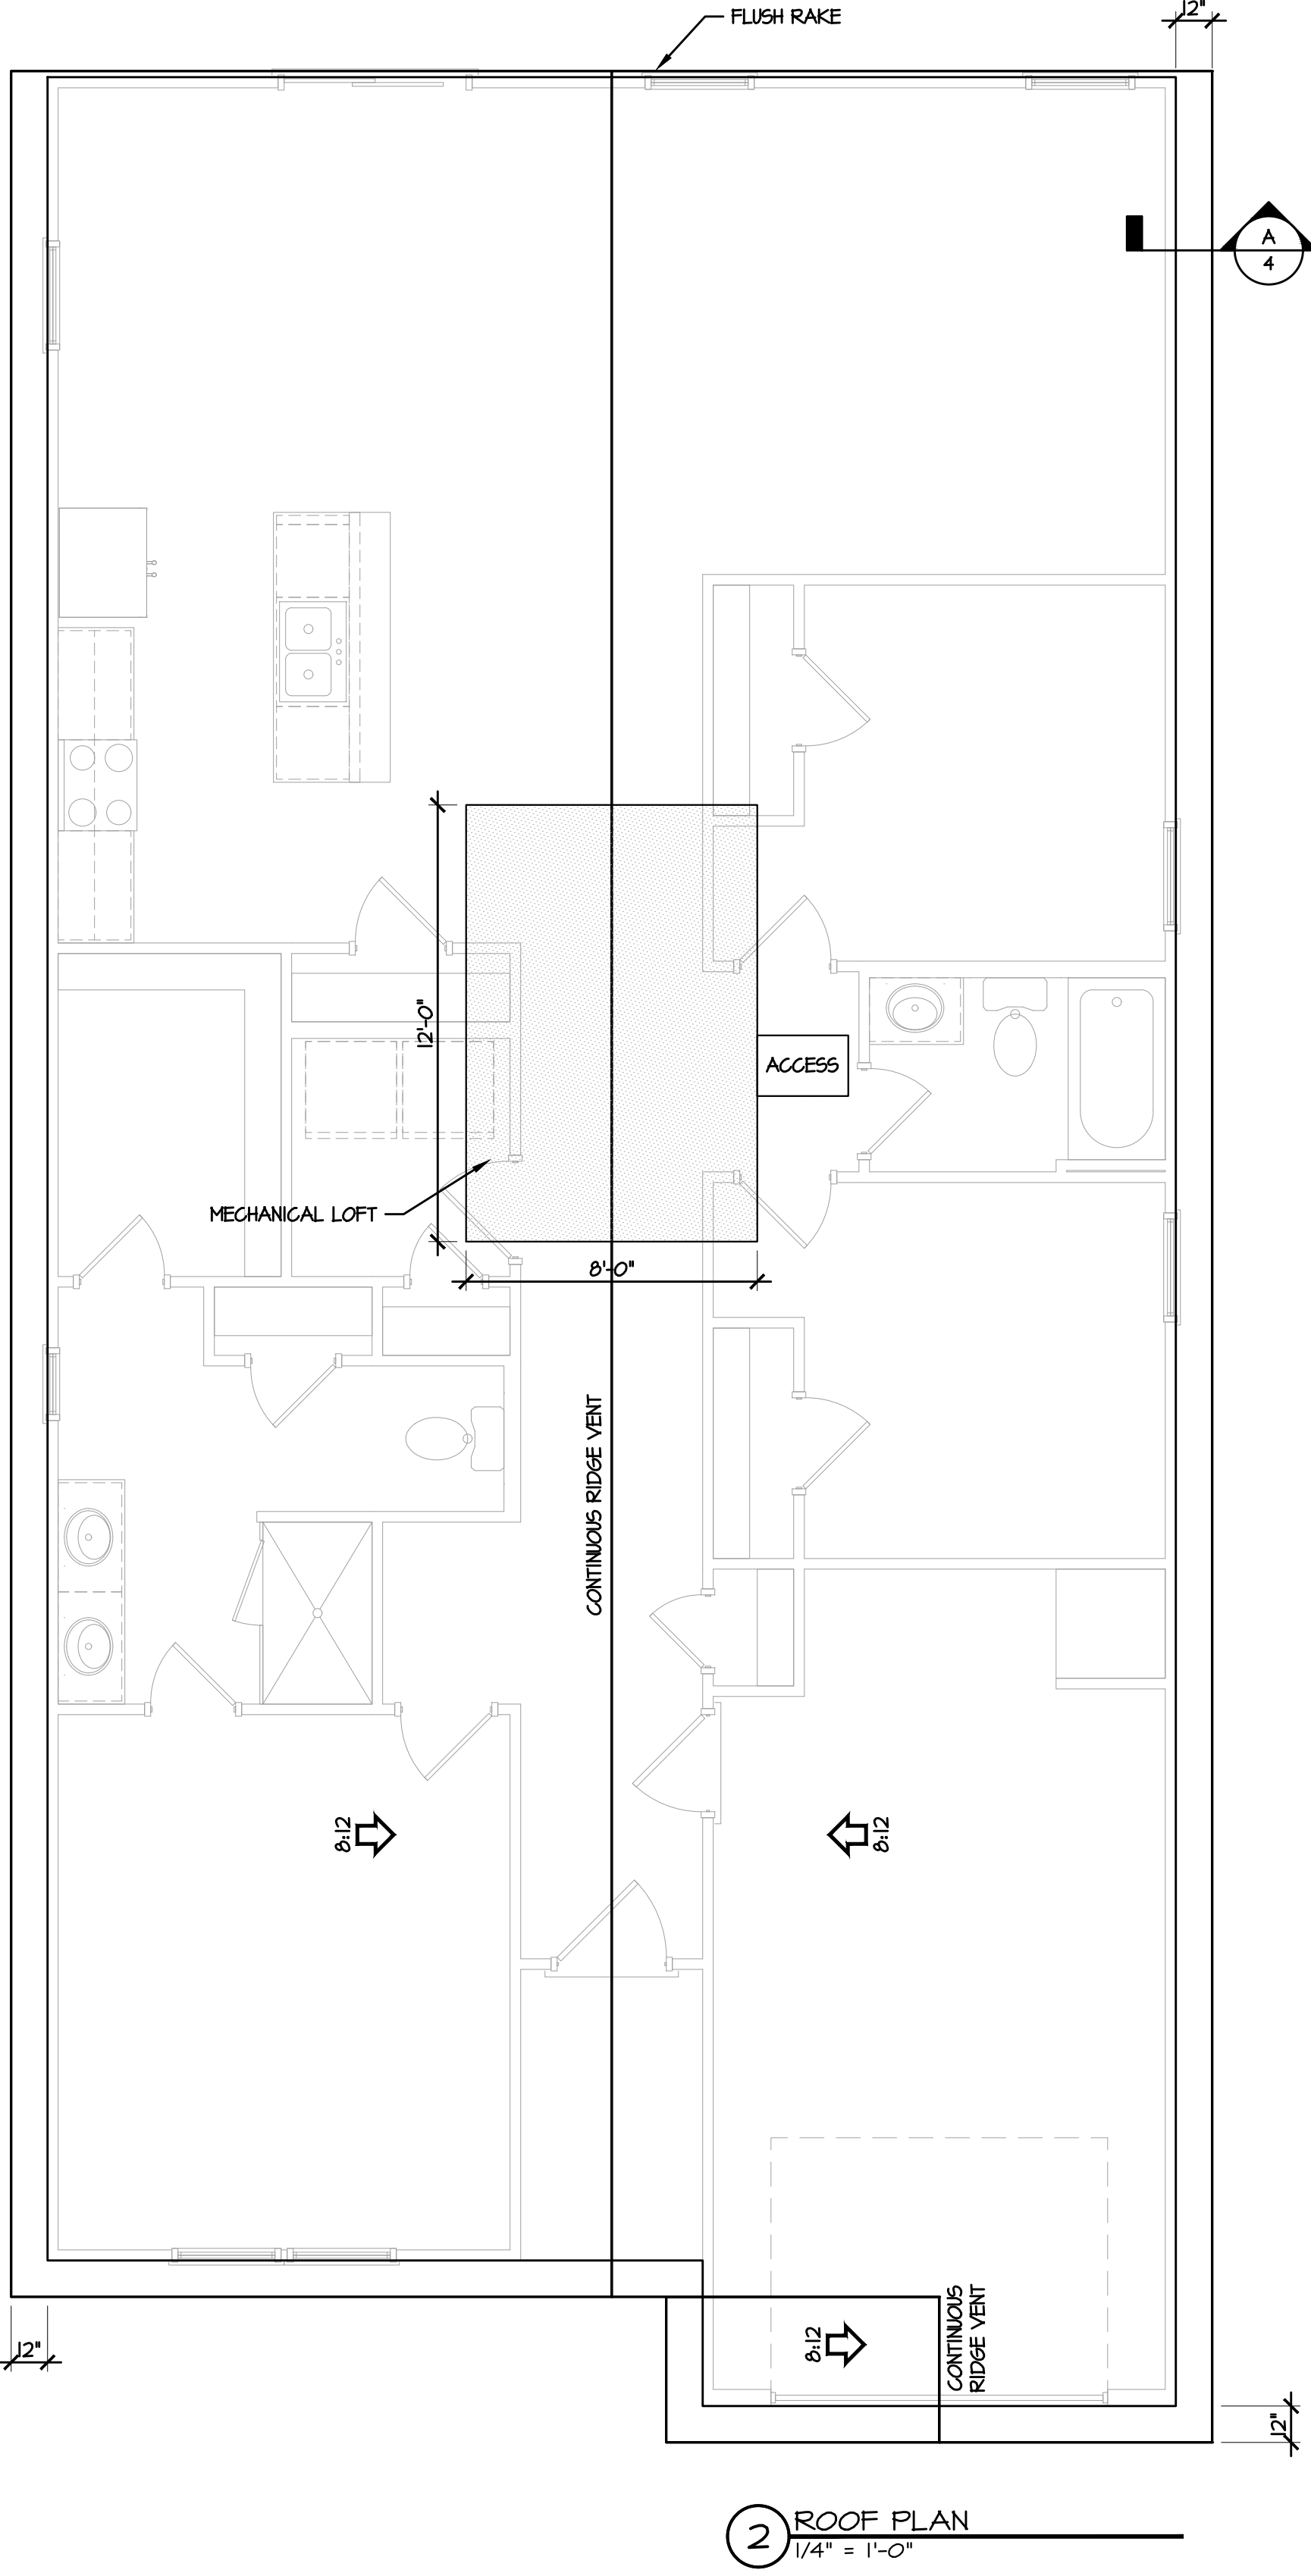 12"
FLUSH RAKE
A
4
12'-0"
ACCESS
MECHANICAL LOFT
8'-0"
CONTINUOUS RIDGE VENT
8:12
8:12
8:12
CONTINUOUS
RIDGE VENT
12"
12"
2
ROOF PLAN
1/4" = 1'-0"